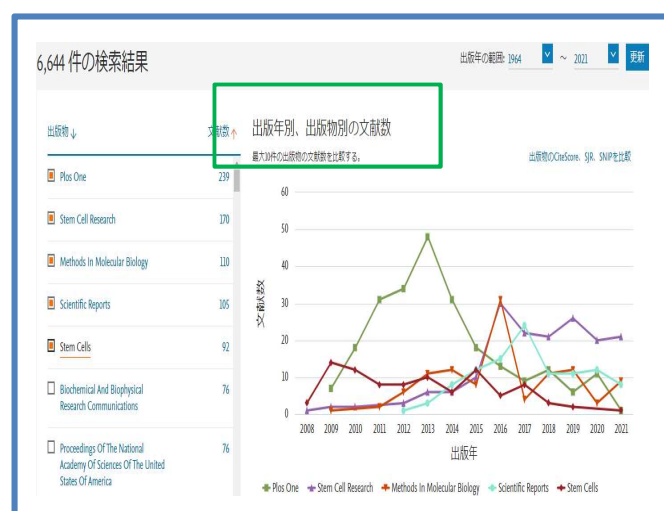 6,644 件の検索結果
出版年の範囲: 1964 ～ 2021 更新
出版物↓ 文献数↑
Plos One 239
Stem Cell Research 170
Methods In Molecular Biology 110
Scientific Reports 105
Stem Cells 92
Biochemical And Biophysical 76
Research Communications
Proceedings Of The National 76
Academy Of Sciences Of The United
States Of America
出版年別、出版物別の文献数
最大10件の出版物の文献数を比較する。
出版物のCiteScore、SJR、SNIPを比較
60
50
40
30
20
10
0
文献数
2008 2009 2010 2011 2012 2013 2014 2015 2016 2017 2018 2019 2020 2021
出版年
Plos One Stem Cell Research Methods In Molecular Biology Scientific Reports Stem Cells